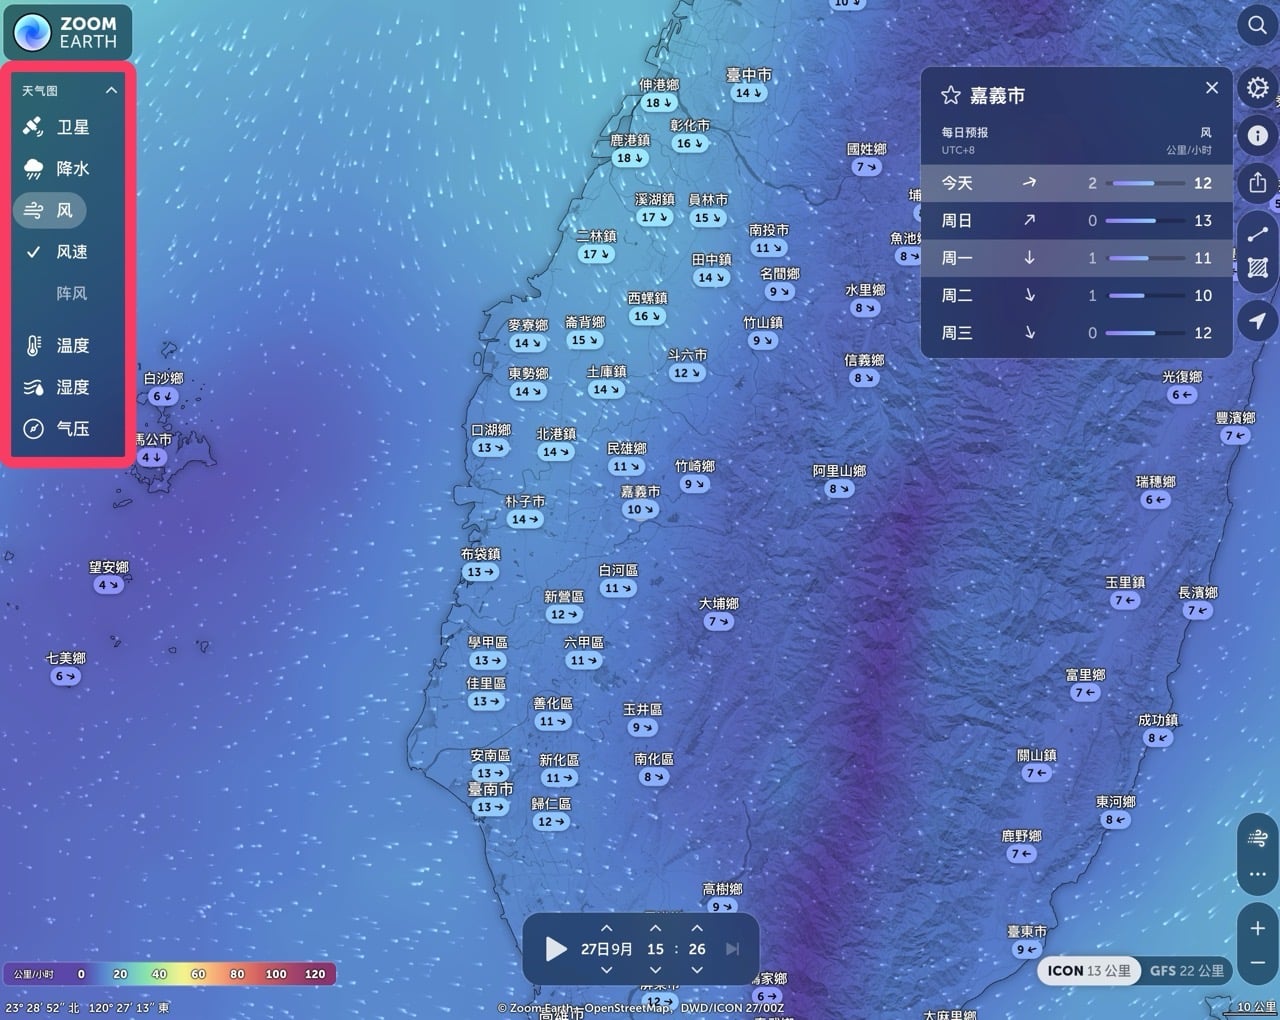 ZOOM
EARTH
天气图
卫星
降水
风
风速
阵风
温度
湿度
气压
10
臺中市
14
伸港鄉
18
彰化市
16
鹿港鎮
18
國姓鄉
7
溪湖鎮
17
員林市
15
二林鎮
17
南投市
11
田中鎮
14
名間鄉
9
魚池鄉
8
水里鄉
8
西螺鎮
16
麥寮鄉
14
崙背鄉
15
竹山鎮
9
斗六市
12
信義鄉
8
東勢鄉
14
土庫鎮
14
白沙鄉
6
馬公市
4
口湖鄉
13
北港鎮
14
民雄鄉
11
竹崎鄉
9
阿里山鄉
8
嘉義市
10
朴子市
14
布袋鎮
13
望安鄉
4
白河區
11
新營區
12
大埔鄉
7
七美鄉
6
學甲區
13
六甲區
11
佳里區
13
善化區
11
玉井區
9
安南區
13
新化區
11
南化區
8
臺南市
13
歸仁區
12
高樹鄉
9
屏東市
12
高雄市
6
光復鄉
6
豐濱鄉
7
瑞穗鄉
6
玉里鎮
7
長濱鄉
7
富里鄉
7
成功鎮
8
關山鎮
7
東河鄉
8
鹿野鄉
7
臺東市
9
太麻里鄉
嘉義市
每日预报 风
UTC+8 公里/小时
今天 2 12
周日 0 13
周一 1 11
周二 1 10
周三 0 12
27日9月 15 : 26
公里/小时 0 20 40 60 80 100 120
23° 28′ 52″ 北 120° 27′ 13″ 東
© Zoom Earth, OpenStreetMap, DWD/ICON 27/00Z
ICON 13 公里 GFS 22 公里
10 公里